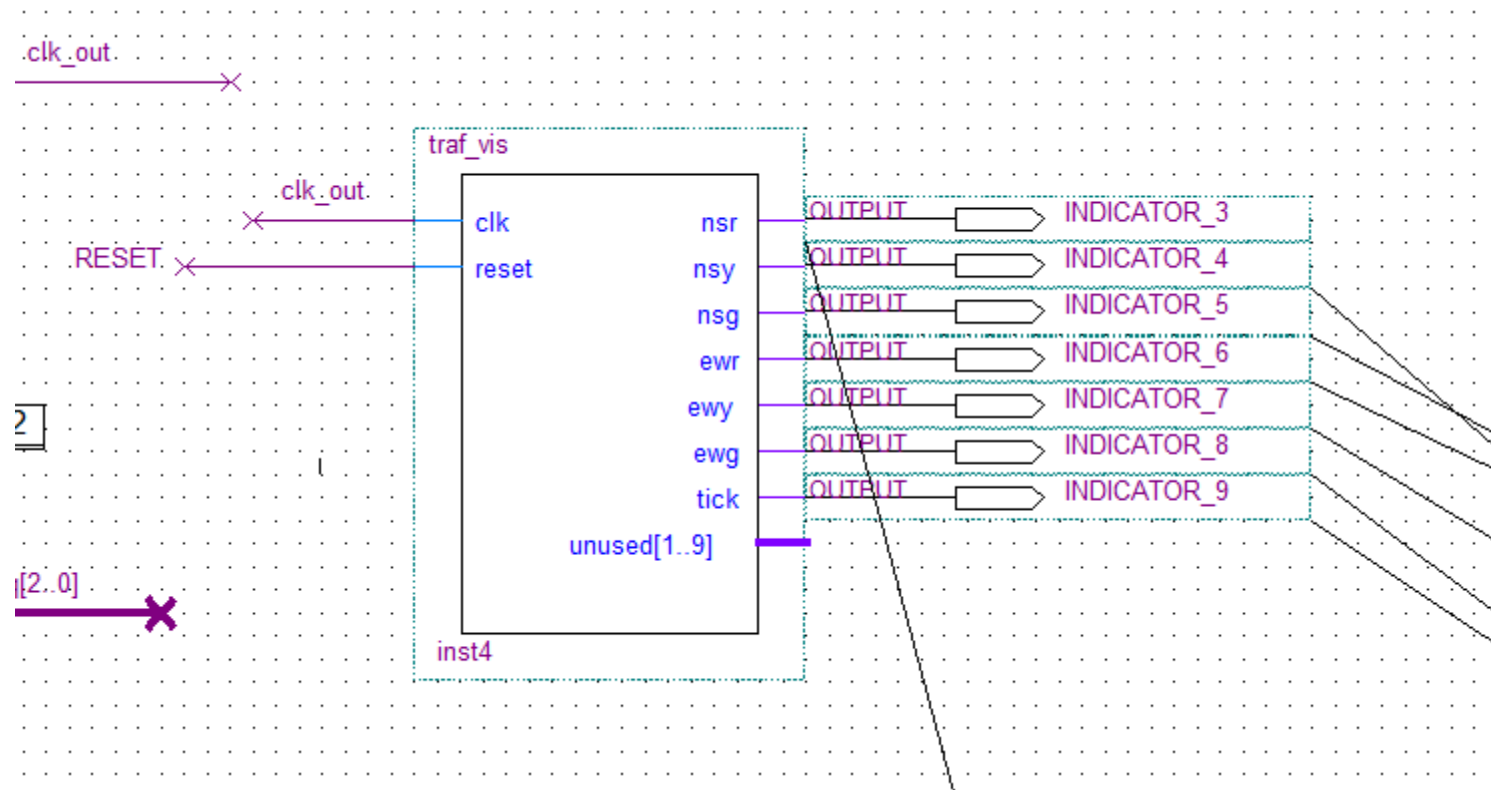 clk_out
traf_vis
clk_out
RESET
clk
reset
nsr
nsy
nsg
ewr
ewy
ewg
tick
unused[1..9]
OUTPUT INDICATOR_3
OUTPUT INDICATOR_4
OUTPUT INDICATOR_5
OUTPUT INDICATOR_6
OUTPUT INDICATOR_7
OUTPUT INDICATOR_8
OUTPUT INDICATOR_9
2
[2..0]
inst4